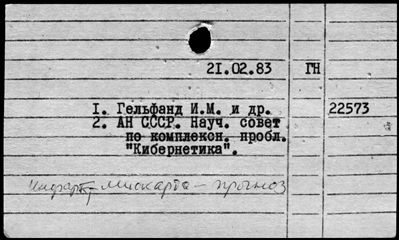 21.02.83 ГН
1. Гельфанд И.М. и др. 22573
2. АН СССР. Науч. совет
по комплексн. пробл.
"Кибернетика".
Инфаркт миокарда - прогноз